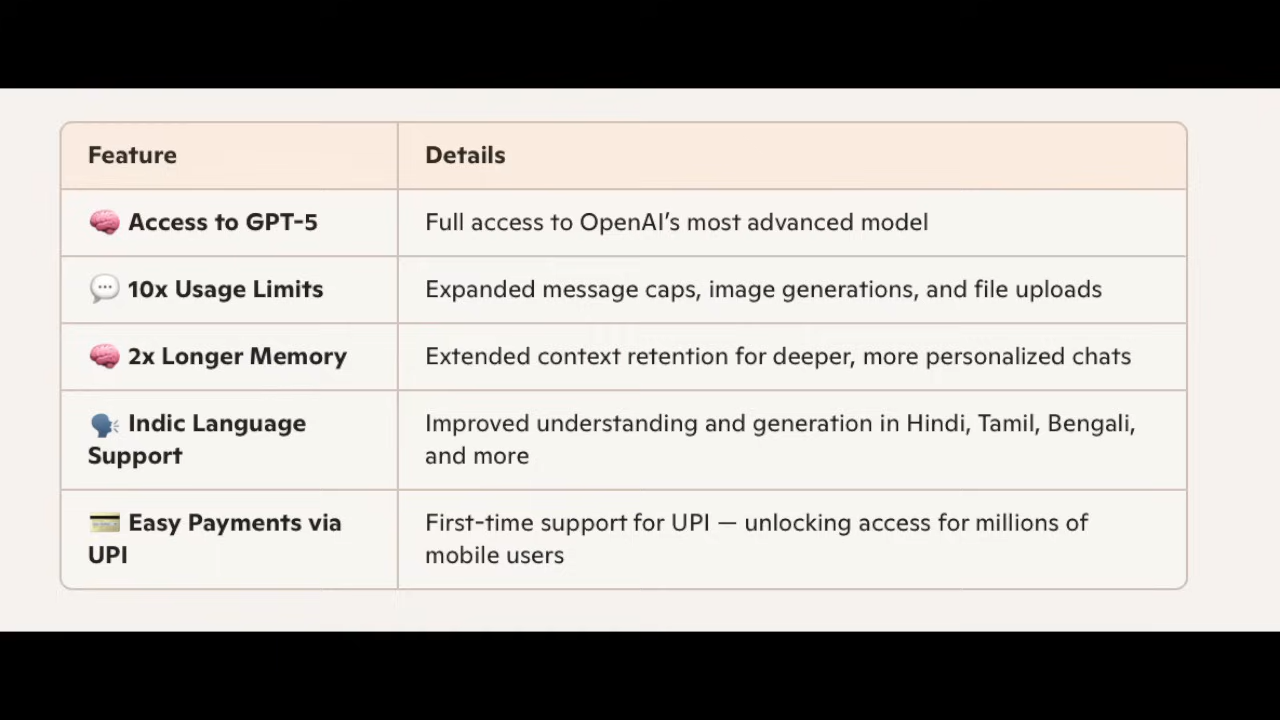 Feature
Details
🧠 Access to GPT-5
Full access to OpenAI's most advanced model
💬 10x Usage Limits
Expanded message caps, image generations, and file uploads
🧠 2x Longer Memory
Extended context retention for deeper, more personalized chats
🗣️ Indic Language
Support
Improved understanding and generation in Hindi, Tamil, Bengali,
and more
💳 Easy Payments via
UPI
First-time support for UPI — unlocking access for millions of
mobile users